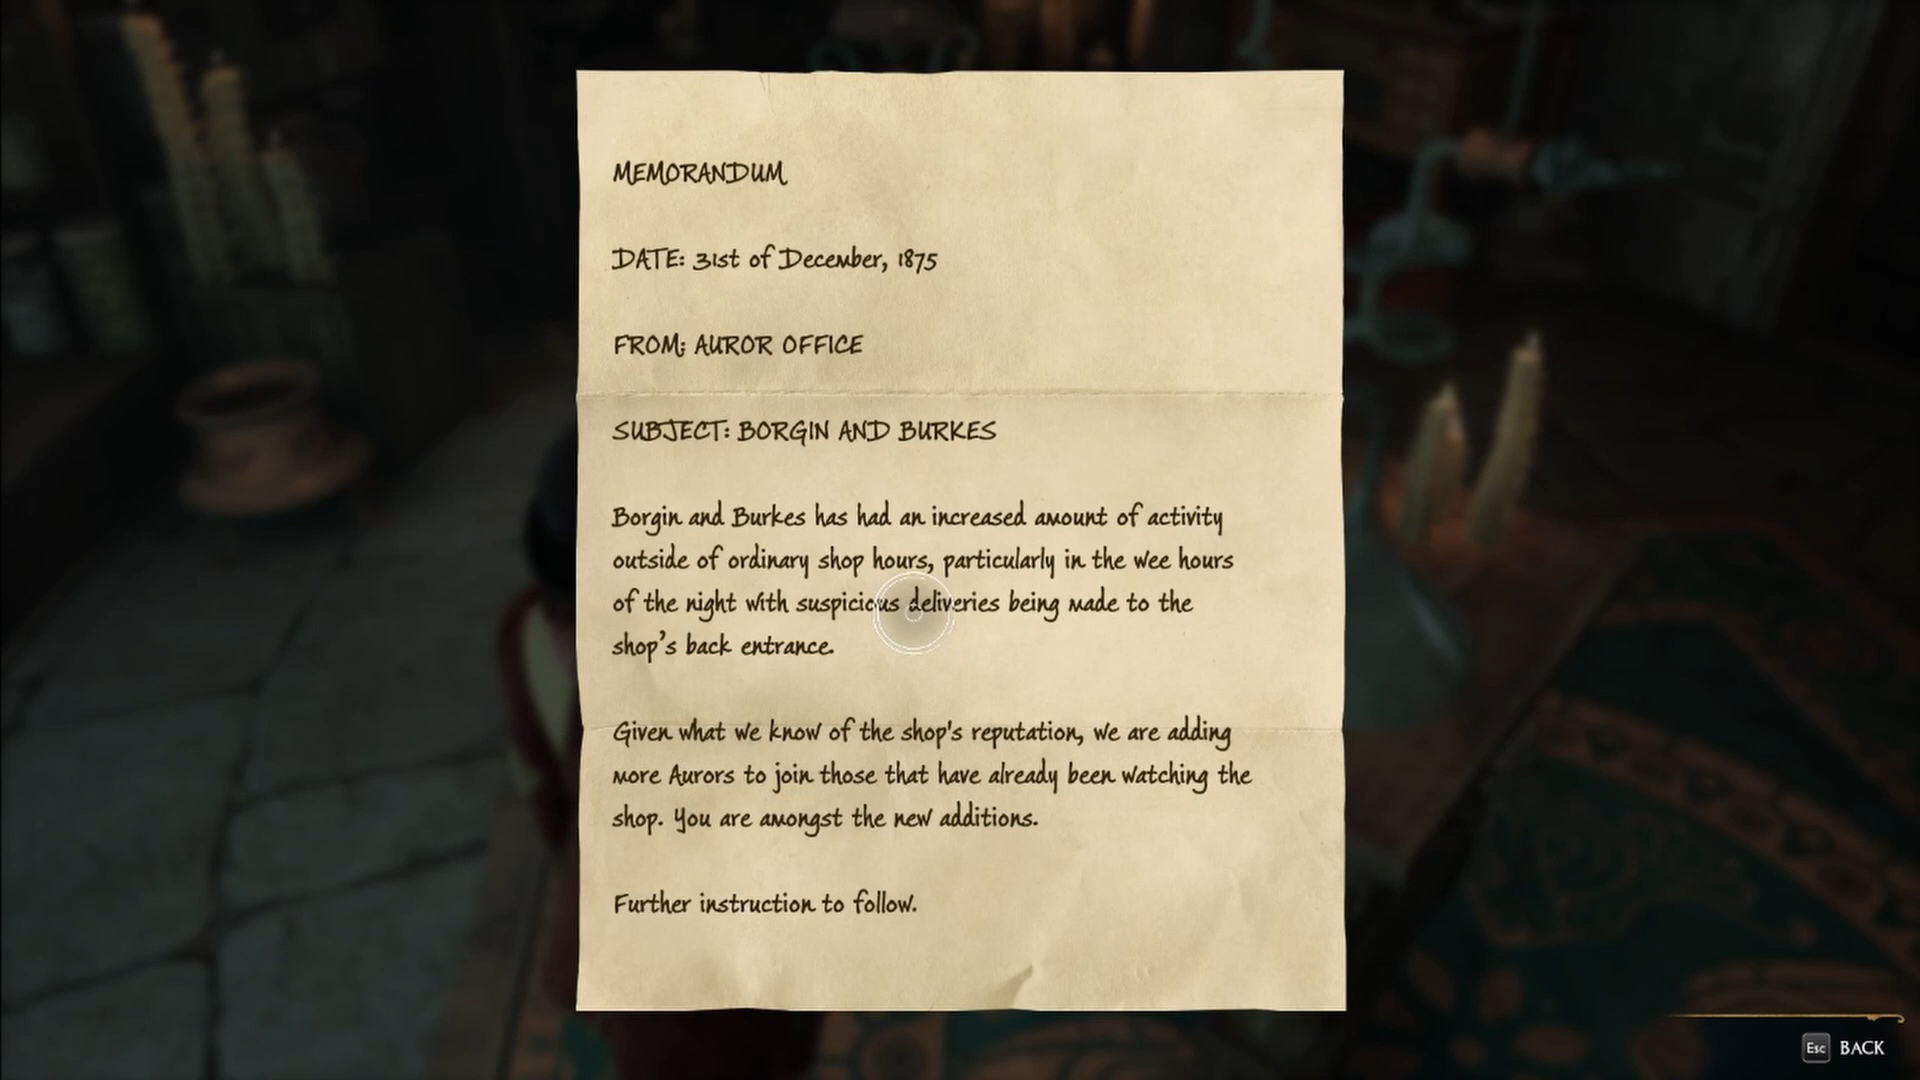 MEMORANDUM
DATE: 31st of December, 1875
FROM: AUROR OFFICE
SUBJECT: BORGIN AND BURKES
Borgin and Burkes has had an increased amount of activity
outside of ordinary shop hours, particularly in the wee hours
of the night with suspicious deliveries being made to the
shop’s back entrance.
Given what we know of the shop's reputation, we are adding
more Aurors to join those that have already been watching the
shop. You are amongst the new additions.
Further instruction to follow.
Esc BACK